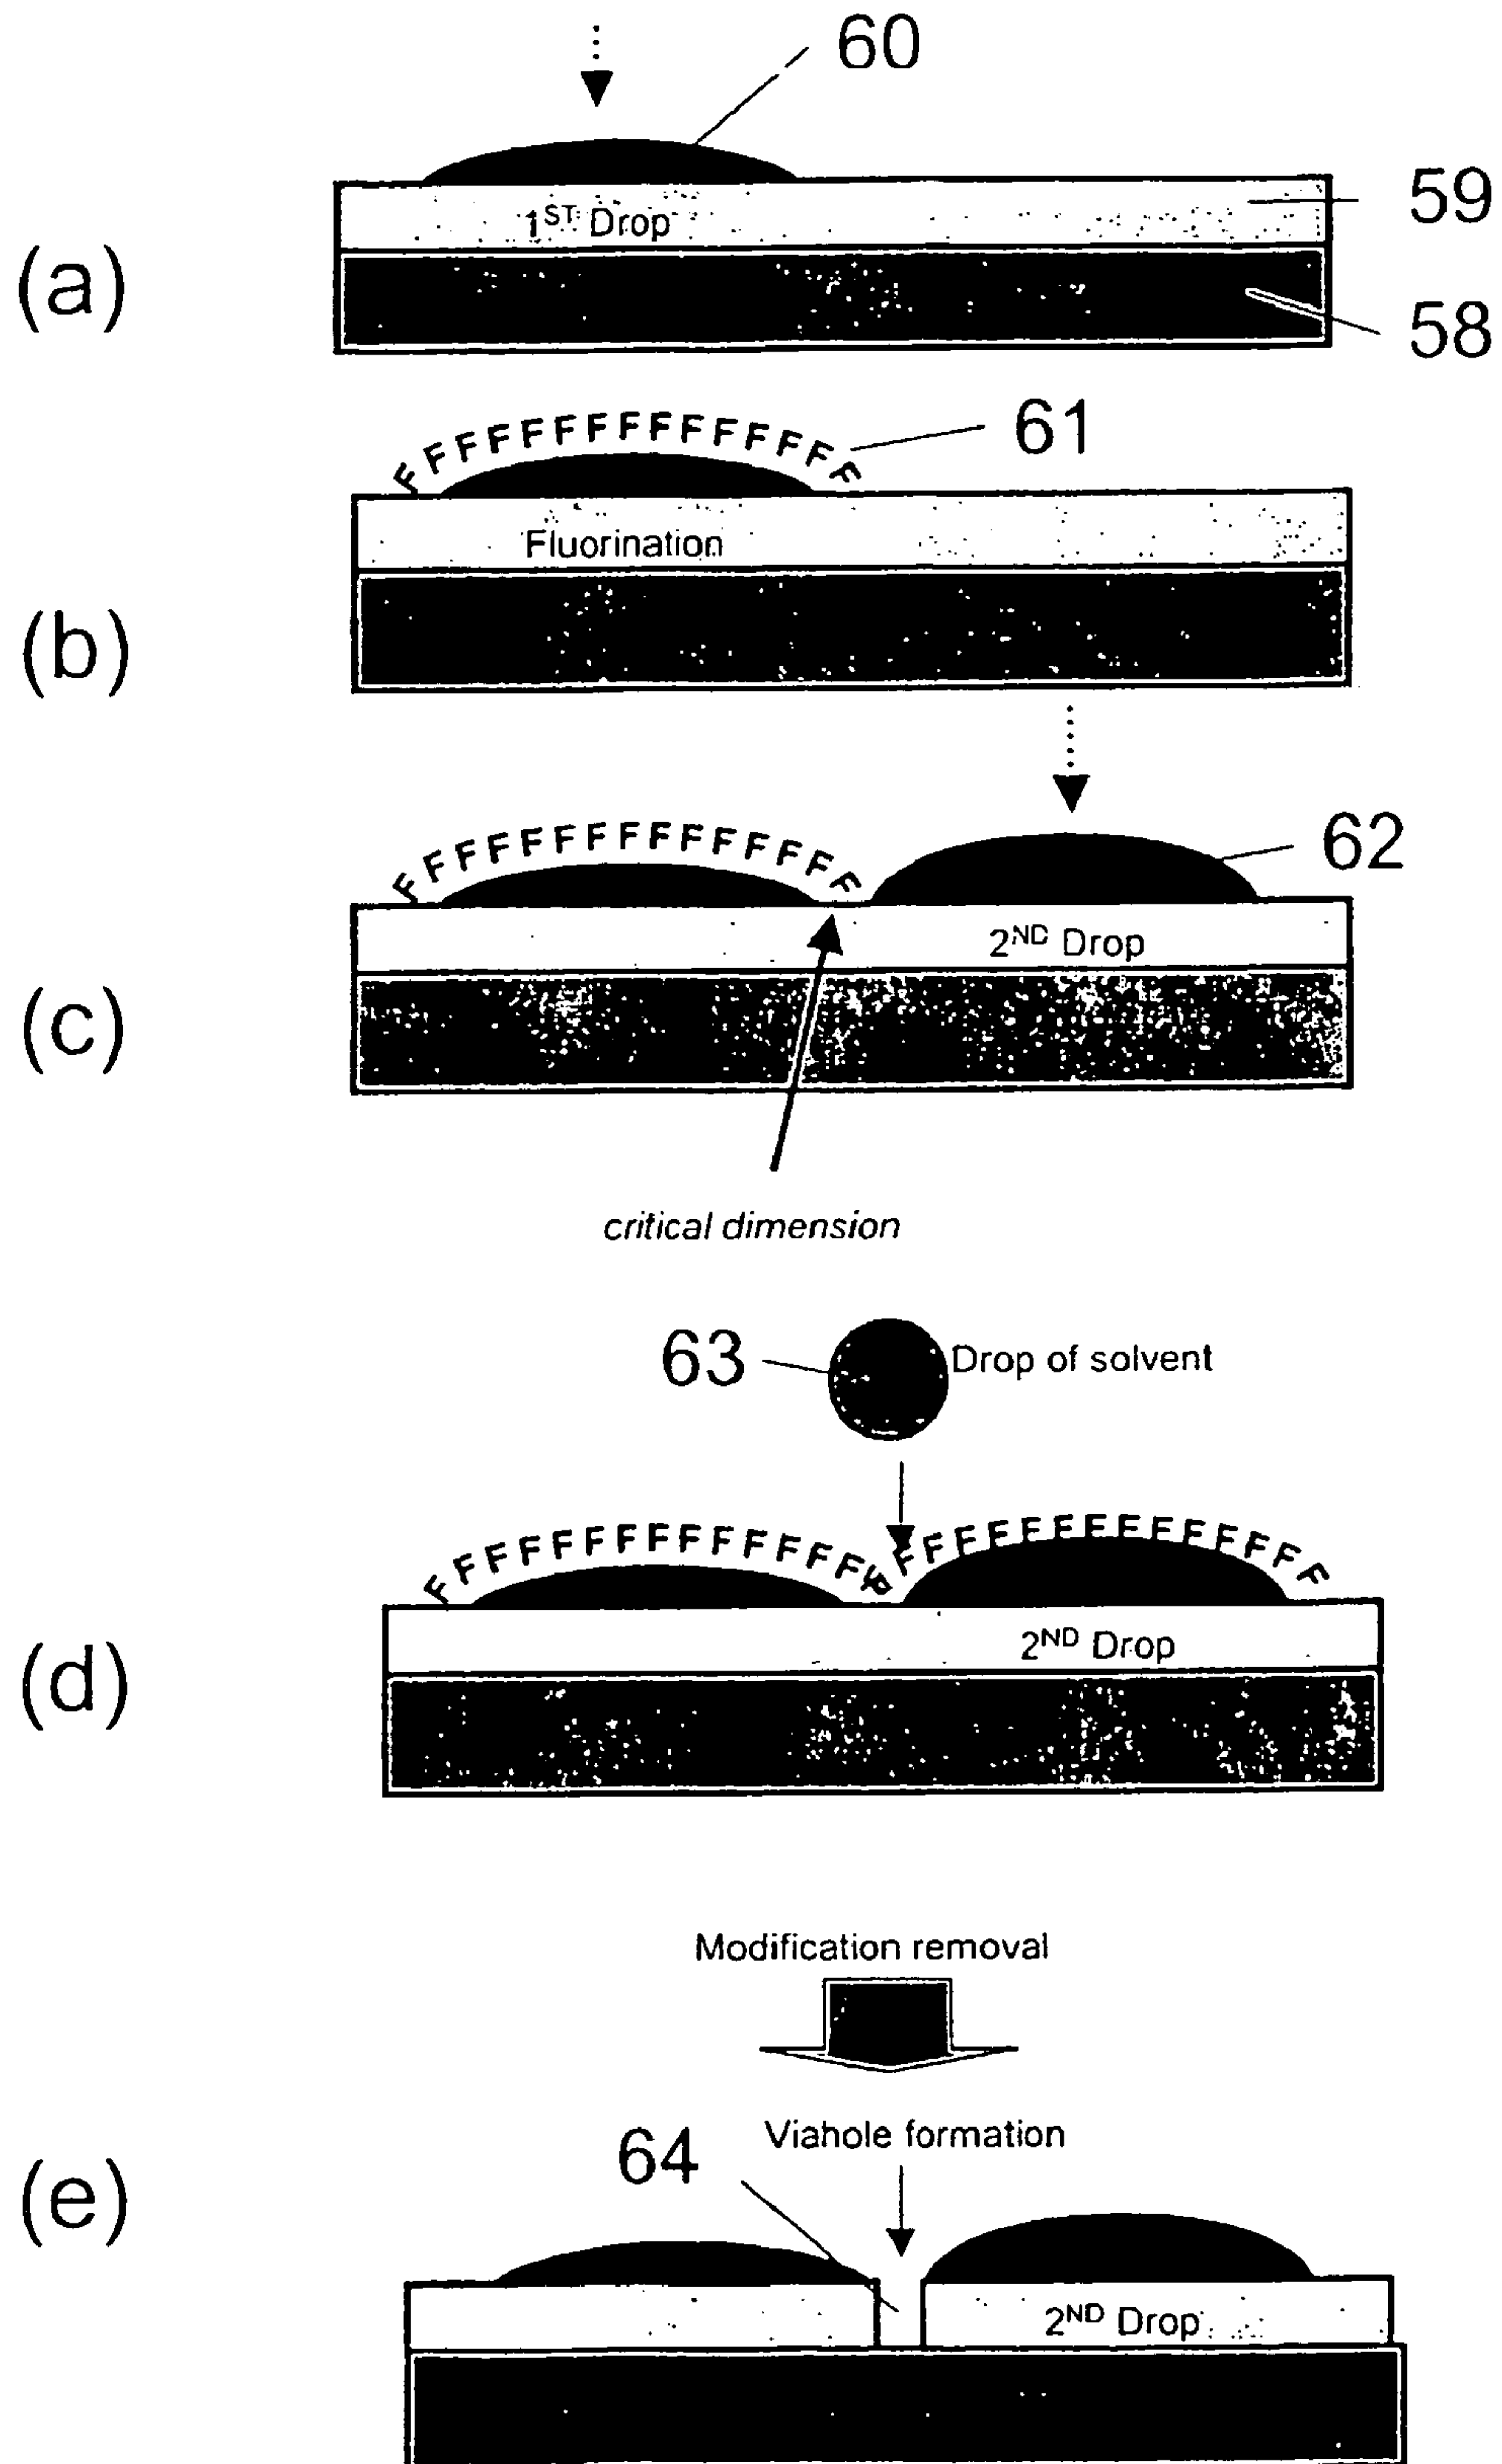 60
1ST Drop
59
(a)
58
FFFFFFFFFFFFFFF
61
Fluorination
(b)
FFFFFFFFFFFFFFF
62
2ND Drop
(c)
critical dimension
63
Drop of solvent
2ND Drop
(d)
Modification removal
64
Viahole formation
(e)
2ND Drop